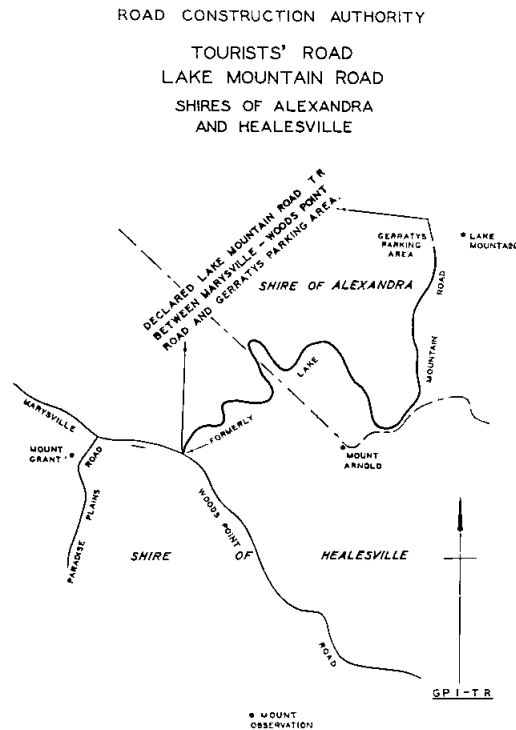 ROAD CONSTRUCTION AUTHORITY
TOURISTS' ROAD
LAKE MOUNTAIN ROAD
SHIRES OF ALEXANDRA
AND HEALESVILLE
DECLARED LAKE MOUNTAIN ROAD T R
BETWEEN MARYSVILLE - WOODS POINT
ROAD AND GERRATYS PARKING AREA.
GERRATYS
PARKING
AREA
LAKE
MOUNTAIN
SHIRE OF ALEXANDRA
ROAD
MOUNTAIN
LAKE
FORMERLY
MARYSVILLE
MOUNT
GRANT
ROAD
PARADISE PLAINS
MOUNT
ARNOLD
WOODS POINT
ROAD
SHIRE OF HEALESVILLE
GP I-TR
MOUNT
OBSERVATION